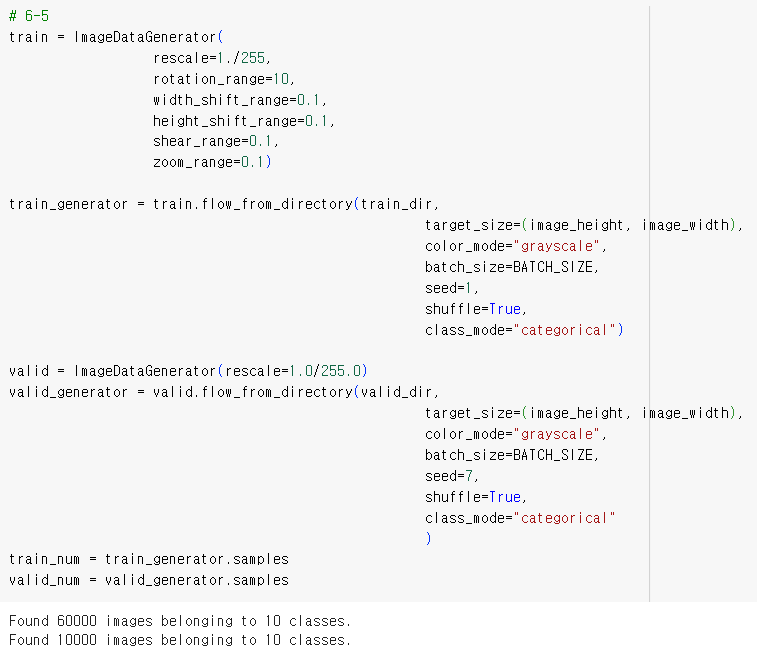 # 6-5
train = ImageDataGenerator(
rescale=1./255,
rotation_range=10,
width_shift_range=0.1,
height_shift_range=0.1,
shear_range=0.1,
zoom_range=0.1)
train_generator = train.flow_from_directory(train_dir,
target_size=(image_height, image_width),
color_mode="grayscale",
batch_size=BATCH_SIZE,
seed=1,
shuffle=True,
class_mode="categorical")
valid = ImageDataGenerator(rescale=1.0/255.0)
valid_generator = valid.flow_from_directory(valid_dir,
target_size=(image_height, image_width),
color_mode="grayscale",
batch_size=BATCH_SIZE,
seed=7,
shuffle=True,
class_mode="categorical"
)
train_num = train_generator.samples
valid_num = valid_generator.samples
Found 60000 images belonging to 10 classes.
Found 10000 images belonging to 10 classes.